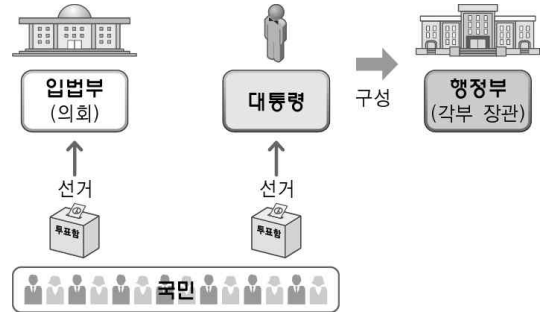 입법부
(의회)
대통령
구성
행정부
(각부 장관)
선거
선거
투표함
투표함
국민